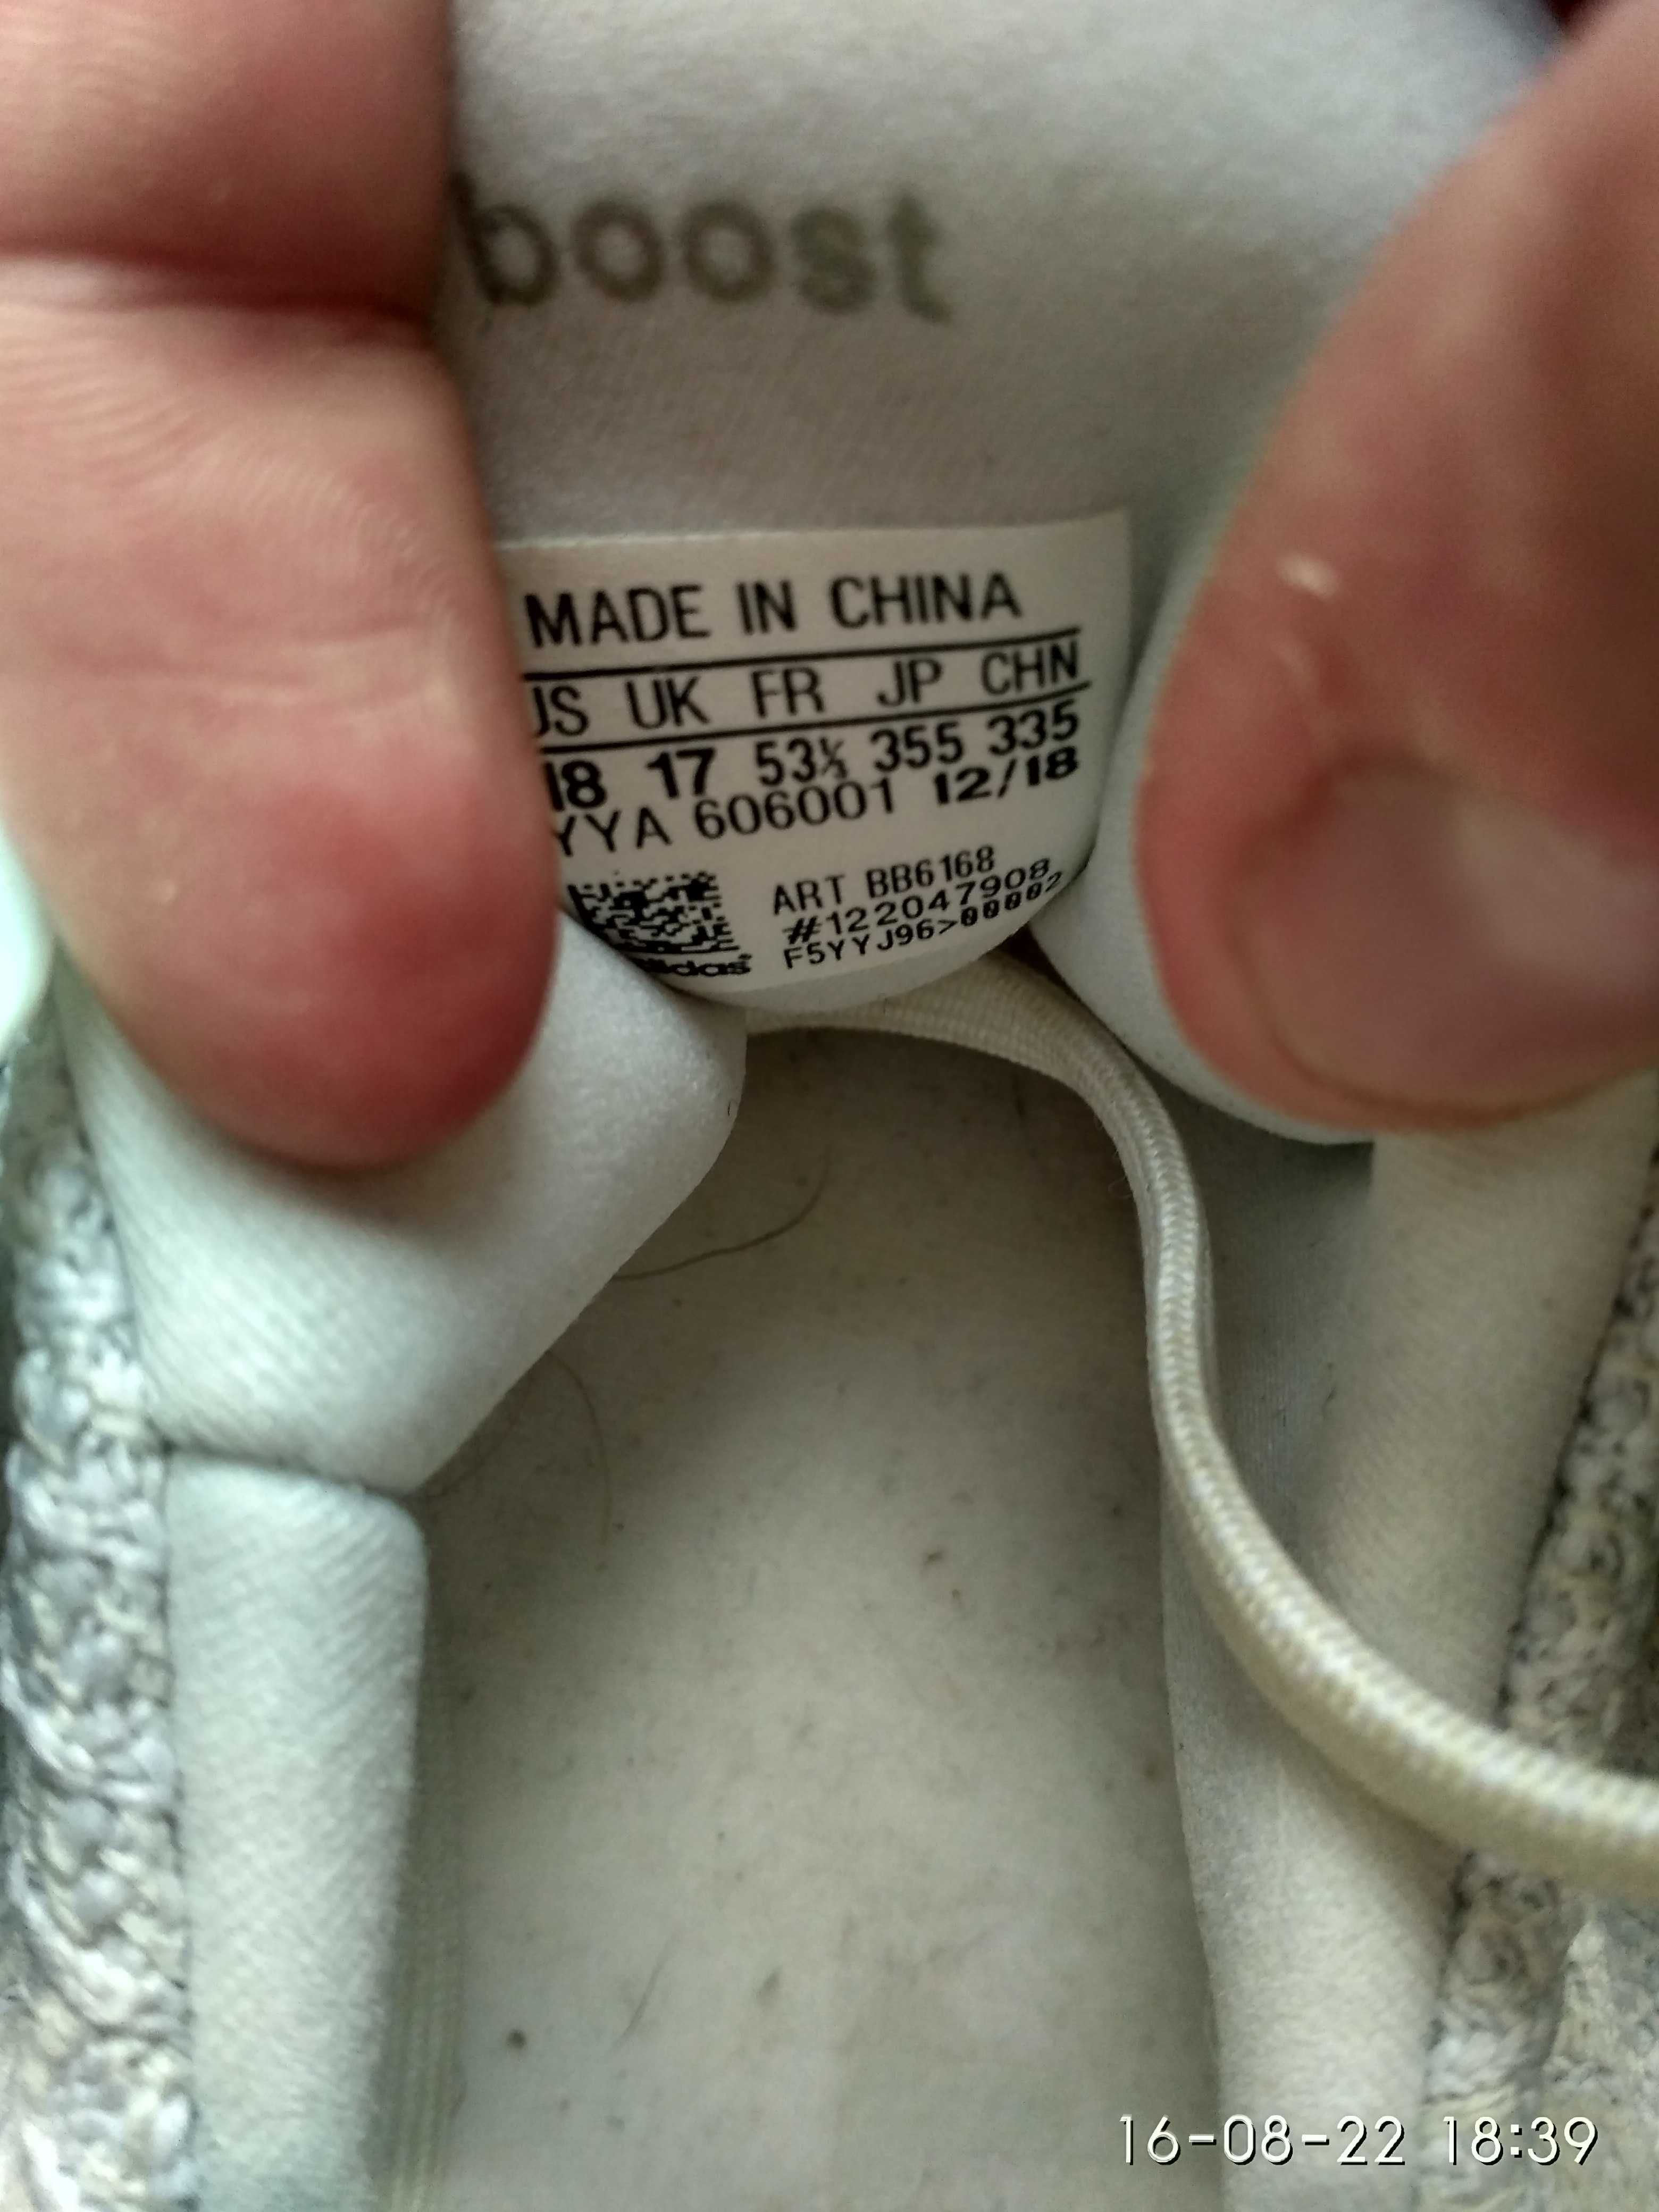 boost
MADE IN CHINA
US UK FR JP CHN
18 17 53⅓ 355 335
YYA 606001 12/18
ART BB6168
#122047908
F5YYJ96>00002
adidas
16-08-22 18:39